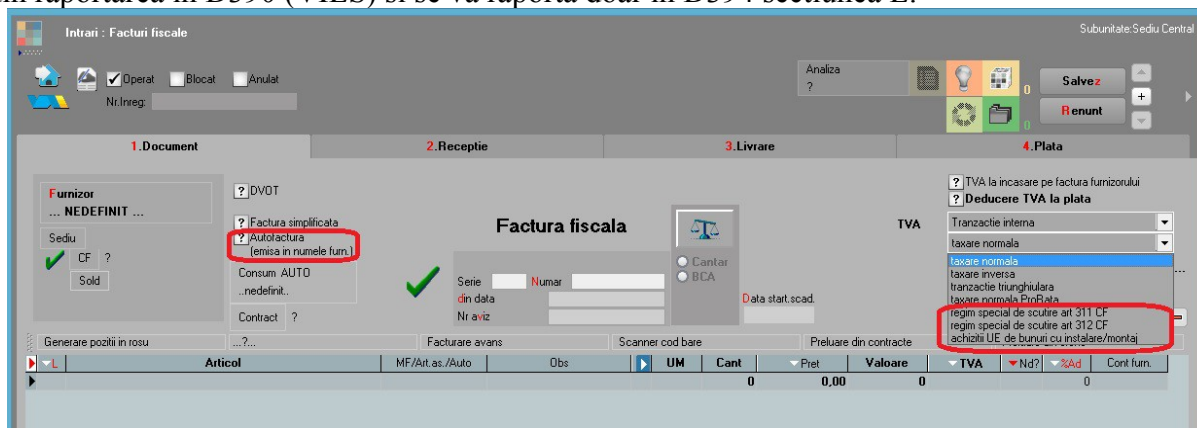 raportarea in D390 (VIES) si se va raporta doar in D394 sectiunea E.
Intrari : Facturi fiscale
Subunitate:Sediu Central
Operat Blocat Anulat
Nr.Inreg:
Analiza
?
0
0
Salvez
Renunt
+
1.Document 2.Receptie 3.Livrare 4.Plata
Furnizor
... NEDEFINIT ...
Sediu
CF ?
Sold
? DVOT
? Factura simplificata
? Autofactura
(emisa in numele furn.)
Consum AUTO
..nedefinit..
Contract ?
Factura fiscala
Serie Numar
din data
Nr aviz
Cantar
BCA
Data start.scad.
? TVA la incasare pe factura furnizorului
? Deducere TVA la plata
TVA Tranzactie interna
taxare normala
taxare normala
taxare inversa
tranzactie triunghiulara
taxare normala ProRata
regim special de scutire art 311 CF
regim special de scutire art 312 CF
achizitii UE de bunuri cu instalare/montaj
...
Generare pozitii in rosu ...?... Facturare avans Scanner cod bare Preluare din contracte
L Articol MF/Art.as./Auto Obs UM Cant Pret Valoare TVA Nd? %Ad Cont furn.
0 0,00 0 0